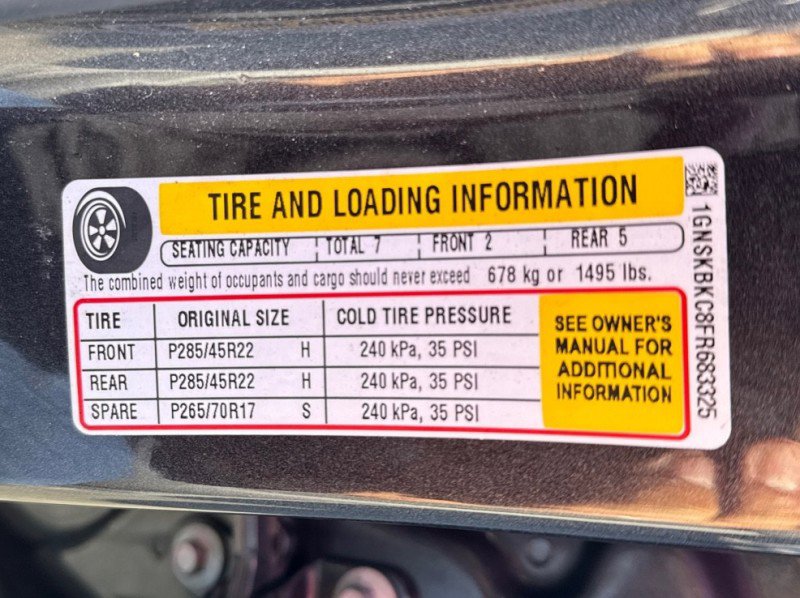 TIRE AND LOADING INFORMATION
SEATING CAPACITY TOTAL 7 FRONT 2 REAR 5
The combined weight of occupants and cargo should never exceed 678 kg or 1495 lbs.
TIRE ORIGINAL SIZE COLD TIRE PRESSURE
FRONT P285/45R22 H 240 kPa, 35 PSI
REAR P285/45R22 H 240 kPa, 35 PSI
SPARE P265/70R17 S 240 kPa, 35 PSI
SEE OWNER'S
MANUAL FOR
ADDITIONAL
INFORMATION
1GNSKBKC8FR683325